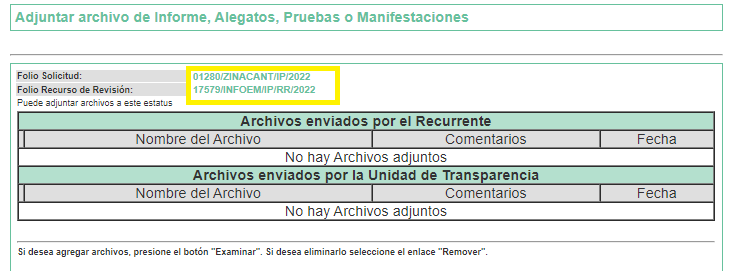 Adjuntar archivo de Informe, Alegatos, Pruebas o Manifestaciones
Folio Solicitud: 01280/ZINACANT/IP/2022
Folio Recurso de Revisión: 17579/INFOEM/IP/RR/2022
Puede adjuntar archivos a este estatus
Archivos enviados por el Recurrente
Nombre del Archivo Comentarios Fecha
No hay Archivos adjuntos
Archivos enviados por la Unidad de Transparencia
Nombre del Archivo Comentarios Fecha
No hay Archivos adjuntos
Si desea agregar archivos, presione el botón "Examinar". Si desea eliminarlo seleccione el enlace "Remover".